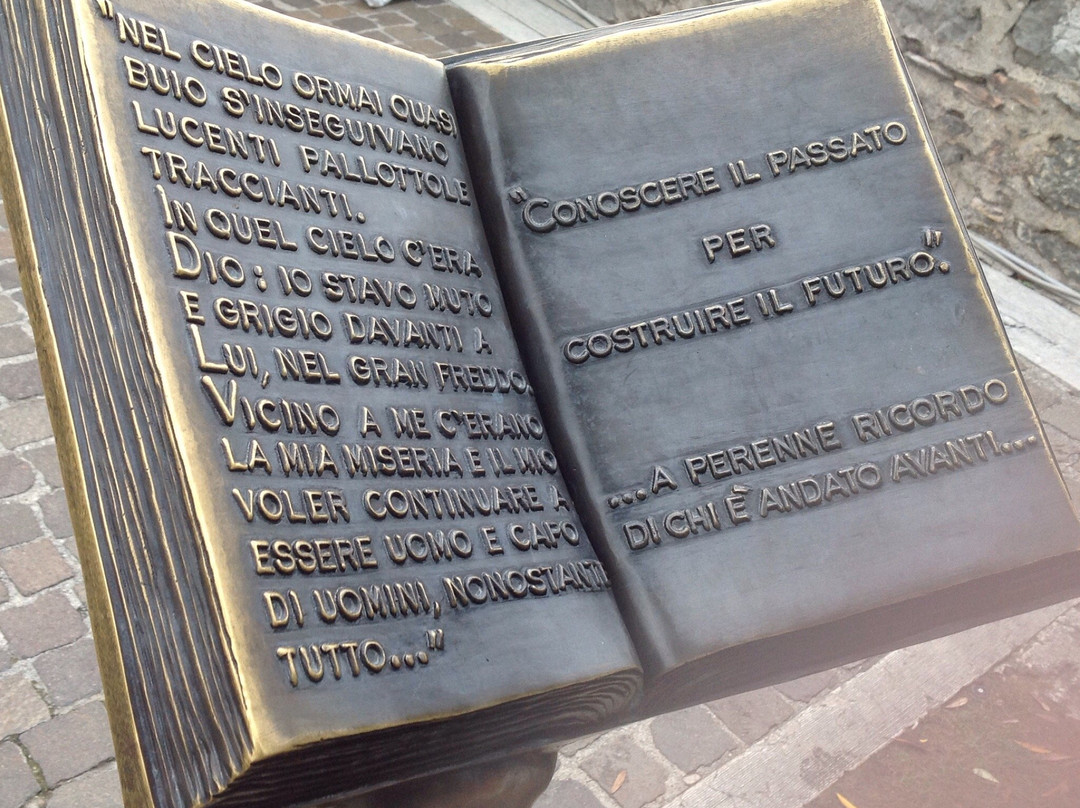 "NEL CIELO ORMAI QUASI
BUIO S'INSEGUIVANO
LUCENTI PALLOTTOLE
TRACCIANTI.
IN QUEL CIELO C'ERA
DIO: IO STAVO MUTO
E GRIGIO DAVANTI A
LUI, NEL GRAN FREDDO.
VICINO A ME C'ERANO
LA MIA MISERIA E IL MIO
VOLER CONTINUARE A
ESSERE UOMO E CAPO
DI UOMINI, NONOSTANTE
TUTTO..."
"CONOSCERE IL PASSATO
PER
COSTRUIRE IL FUTURO".
...A PERENNE RICORDO
DI CHI È ANDATO AVANTI...